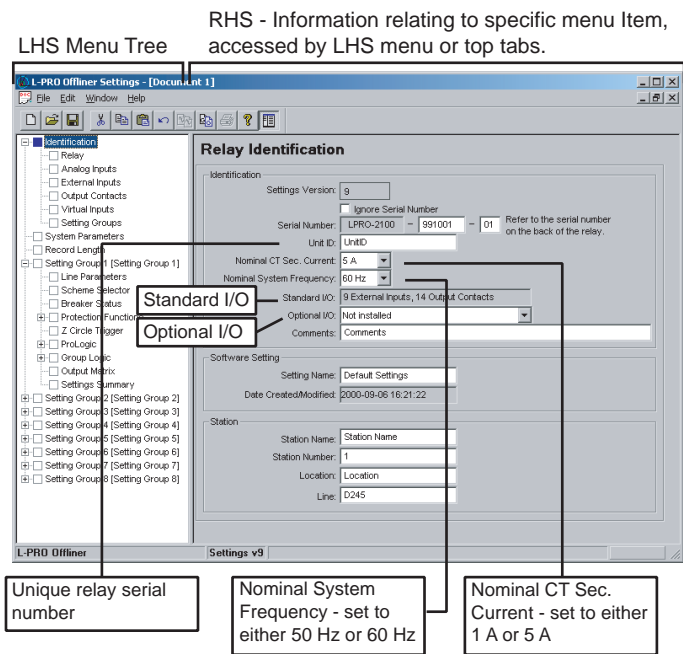 RHS - Information relating to specific menu Item,
LHS Menu Tree
accessed by LHS menu or top tabs.
L-PRO Offliner Settings - [Document 1]
File Edit Window Help
Identification
Relay
Analog Inputs
External Inputs
Output Contacts
Virtual Inputs
Setting Groups
System Parameters
Record Length
Setting Group 1 [Setting Group 1]
Line Parameters
Scheme Selector
Breaker Status
Protection Functions
Z Circle Trigger
ProLogic
Group Logic
Output Matrix
Settings Summary
Setting Group 2 [Setting Group 2]
Setting Group 3 [Setting Group 3]
Setting Group 4 [Setting Group 4]
Setting Group 5 [Setting Group 5]
Setting Group 6 [Setting Group 6]
Setting Group 7 [Setting Group 7]
Setting Group 8 [Setting Group 8]
Relay Identification
Identification
Settings Version: 9
Ignore Serial Number
Serial Number: LPRO-2100 - 991001 - 01 Refer to the serial number
on the back of the relay.
Unit ID: UnitID
Nominal CT Sec. Current: 5 A
Nominal System Frequency: 60 Hz
Standard I/O: 9 External Inputs, 14 Output Contacts
Optional I/O: Not installed
Comments: Comments
Standard I/O
Optional I/O
Software Setting
Setting Name: Default Settings
Date Created/Modified: 2000-09-06 16:21:22
Station
Station Name: Station Name
Station Number: 1
Location: Location
Line: D245
L-PRO Offliner Settings v9
Unique relay serial
number
Nominal System
Frequency - set to
either 50 Hz or 60 Hz
Nominal CT Sec.
Current - set to either
1 A or 5 A